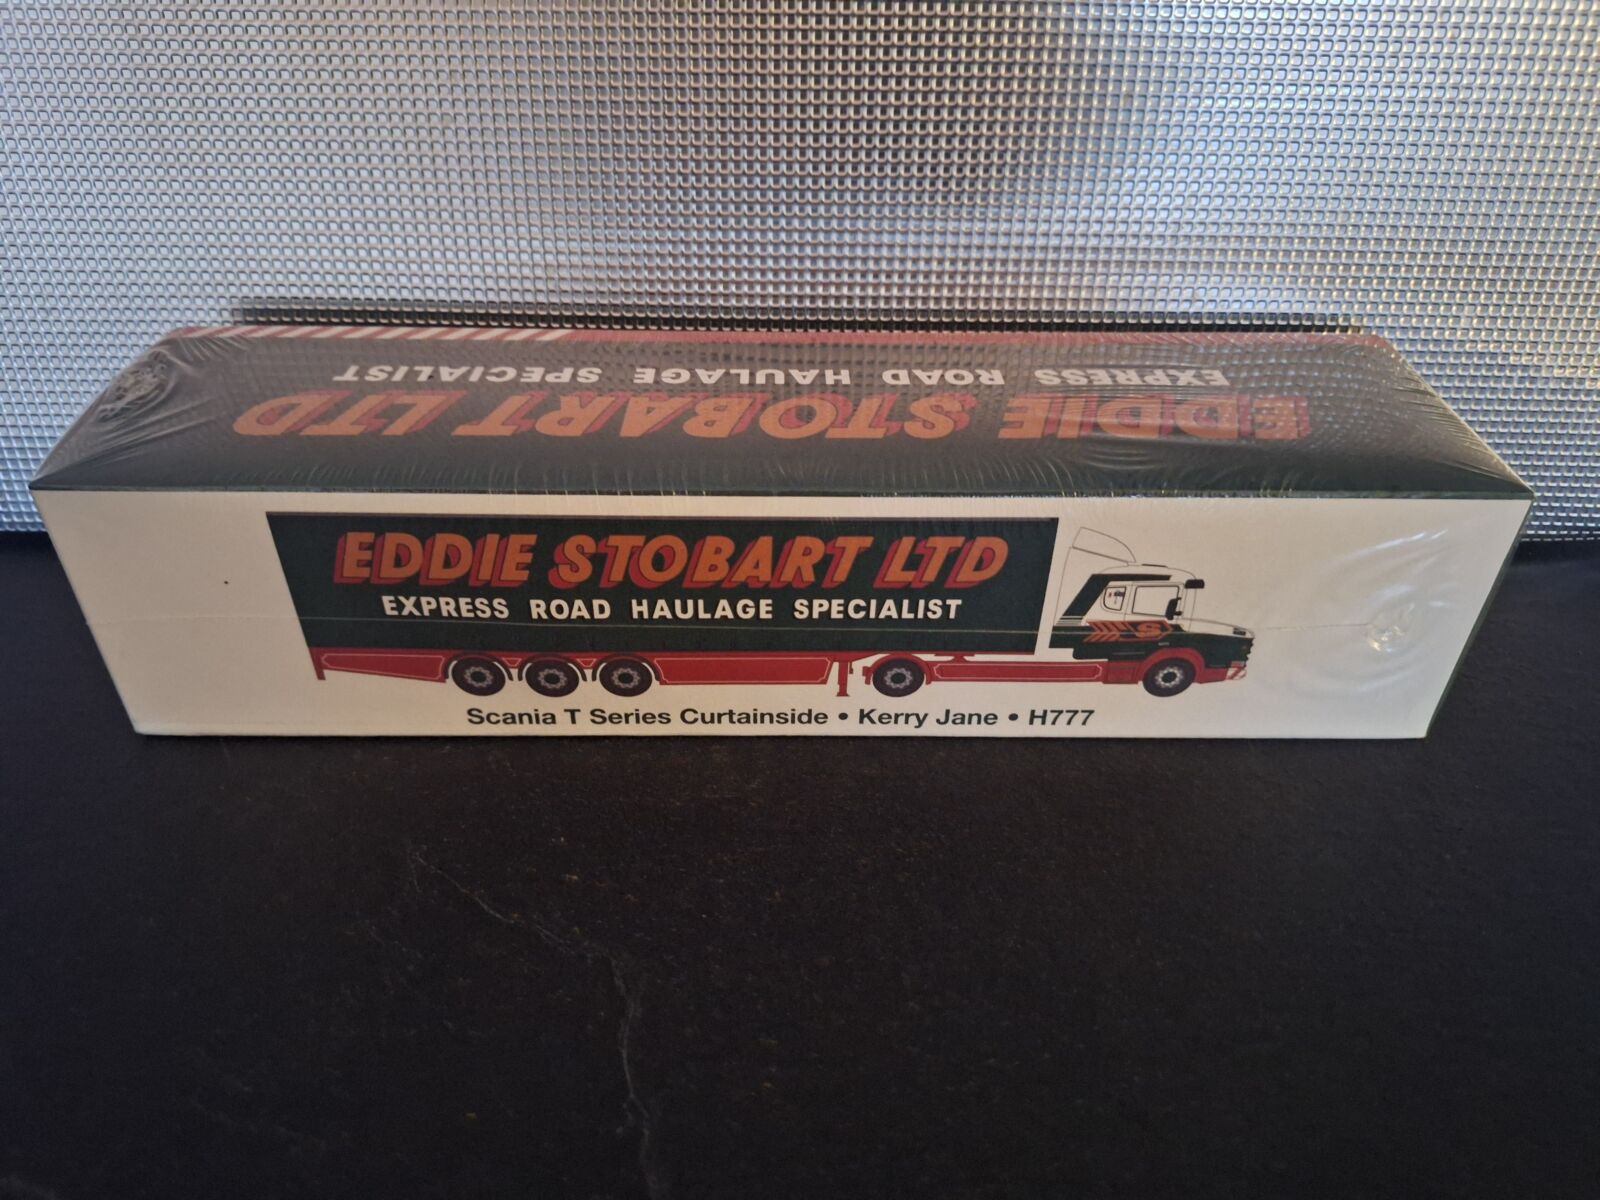 EXPRESS ROAD HAULAGE SPECIALIST
EDDIE STOBART LTD
EDDIE STOBART LTD
EXPRESS ROAD HAULAGE SPECIALIST
S
Scania T Series Curtainside • Kerry Jane • H777